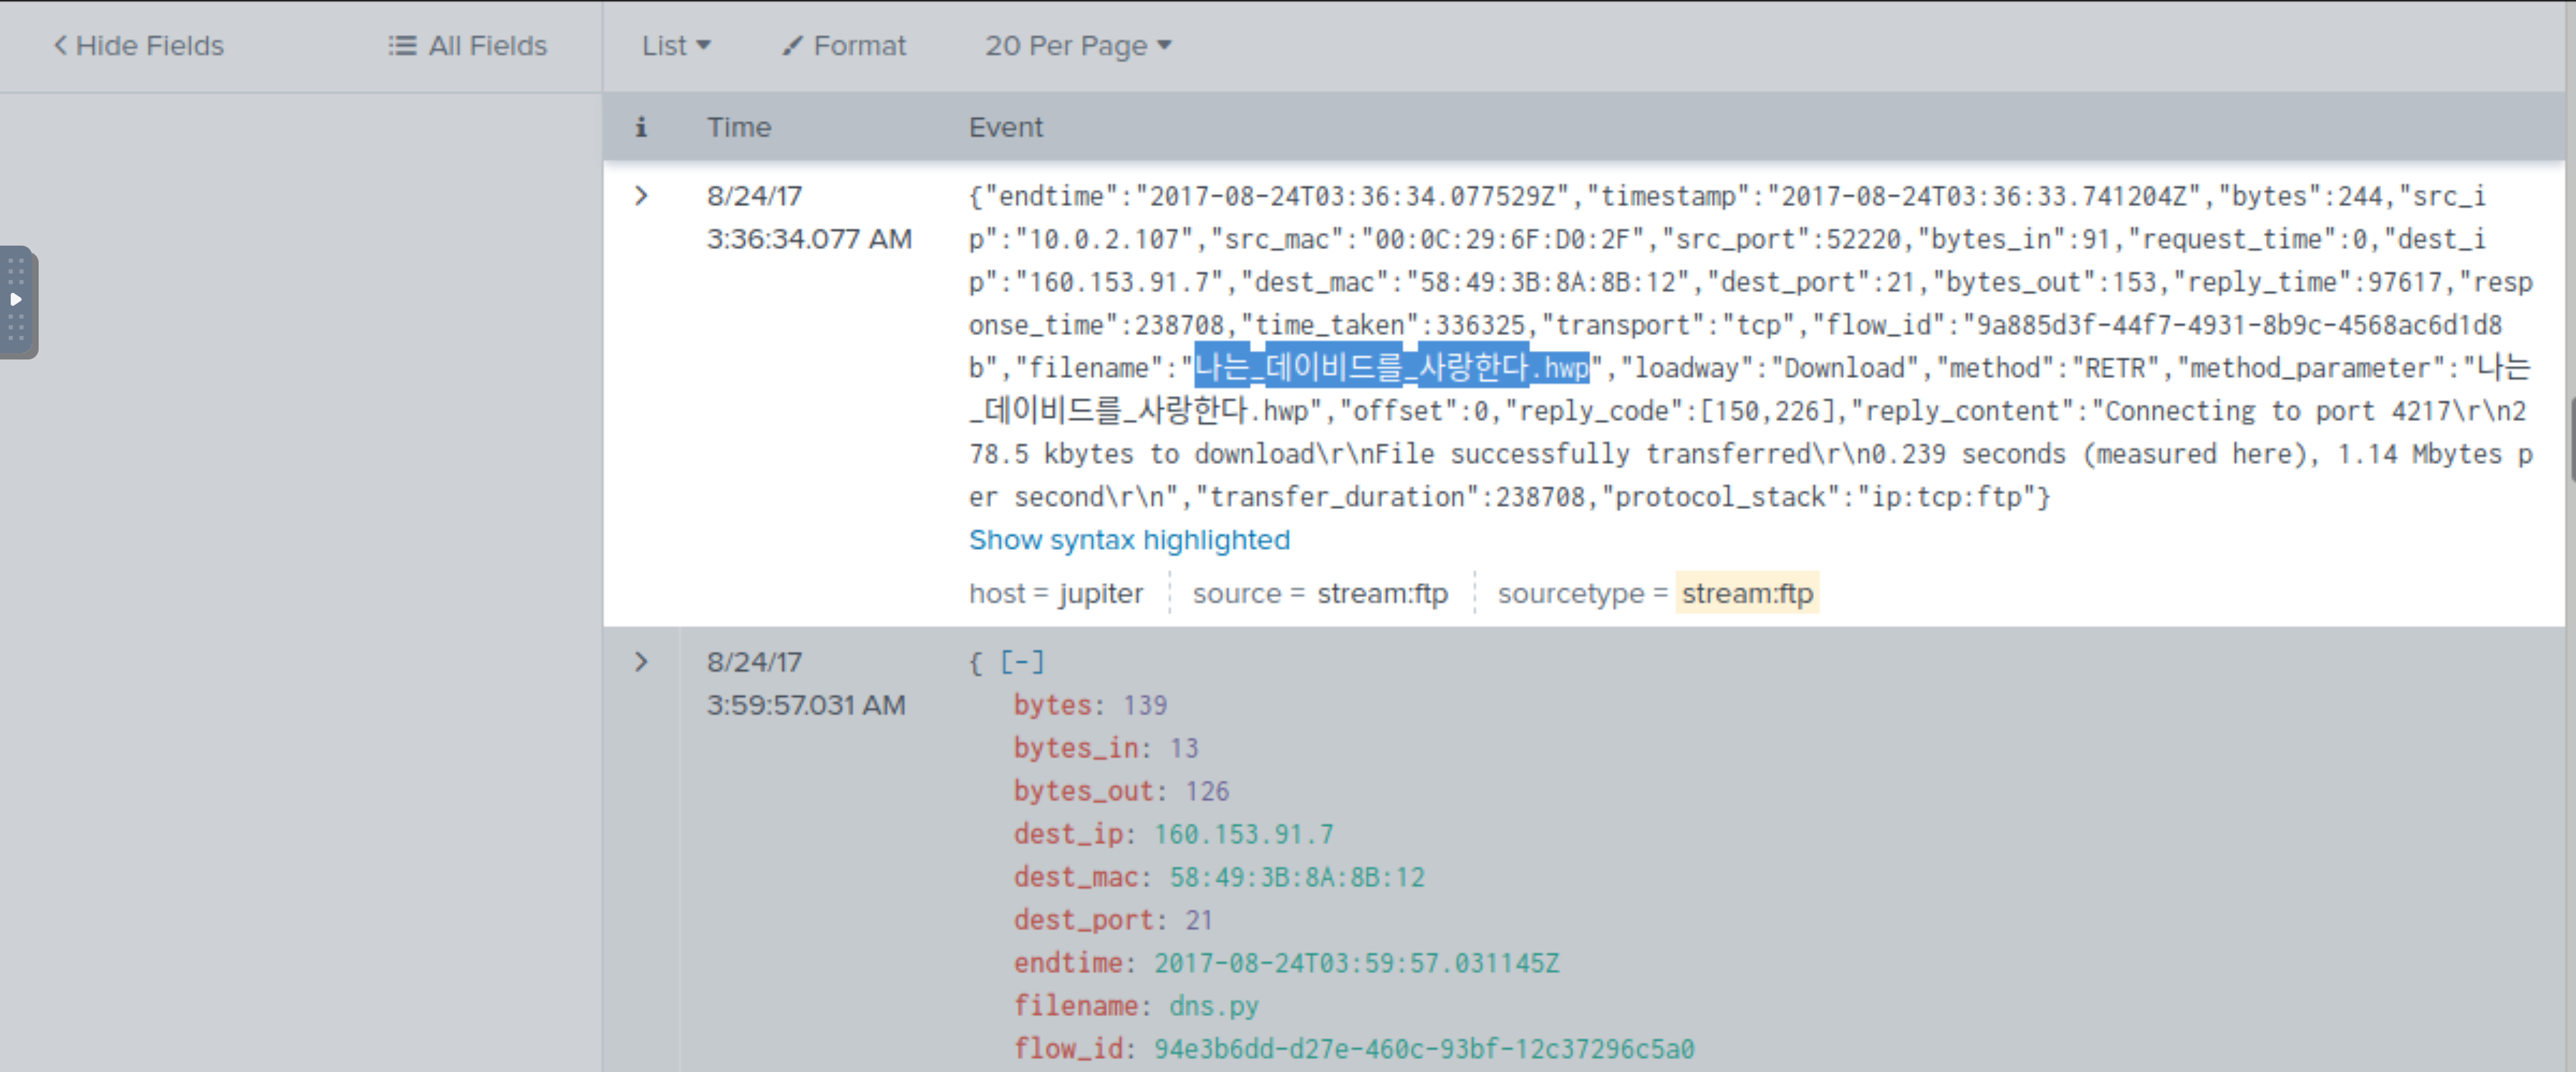 Hide Fields
All Fields
List
Format
20 Per Page
i
Time
Event
8/24/17
3:36:34.077 AM
{"endtime":"2017-08-24T03:36:34.077529Z","timestamp":"2017-08-24T03:36:33.741204Z","bytes":244,"src_i
p":"10.0.2.107","src_mac":"00:0C:29:6F:D0:2F","src_port":52220,"bytes_in":91,"request_time":0,"dest_i
p":"160.153.91.7","dest_mac":"58:49:3B:8A:8B:12","dest_port":21,"bytes_out":153,"reply_time":97617,"resp
onse_time":238708,"time_taken":336325,"transport":"tcp","flow_id":"9a885d3f-44f7-4931-8b9c-4568ac6d1d8
b","filename":"나는_데이비드를_사랑한다.hwp","loadway":"Download","method":"RETR","method_parameter":"나는
_데이비드를_사랑한다.hwp","offset":0,"reply_code":[150,226],"reply_content":"Connecting to port 4217\r\n2
78.5 kbytes to download\r\nFile successfully transferred\r\n0.239 seconds (measured here), 1.14 Mbytes p
er second\r\n","transfer_duration":238708,"protocol_stack":"ip:tcp:ftp"}
Show syntax highlighted
host = jupiter
source = stream:ftp
sourcetype = stream:ftp
8/24/17
3:59:57.031 AM
{ [-]
bytes: 139
bytes_in: 13
bytes_out: 126
dest_ip: 160.153.91.7
dest_mac: 58:49:3B:8A:8B:12
dest_port: 21
endtime: 2017-08-24T03:59:57.031145Z
filename: dns.py
flow_id: 94e3b6dd-d27e-460c-93bf-12c37296c5a0